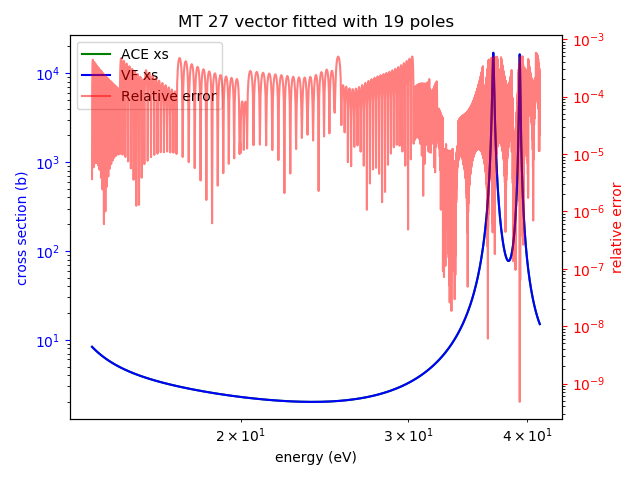 MT 27 vector fitted with 19 poles
ACE xs
VF xs
Relative error
cross section (b)
10⁴
10³
10²
10¹
10⁻³
10⁻⁴
10⁻⁵
10⁻⁶
10⁻⁷
10⁻⁸
10⁻⁹
relative error
2 × 10¹ 3 × 10¹ 4 × 10¹
energy (eV)